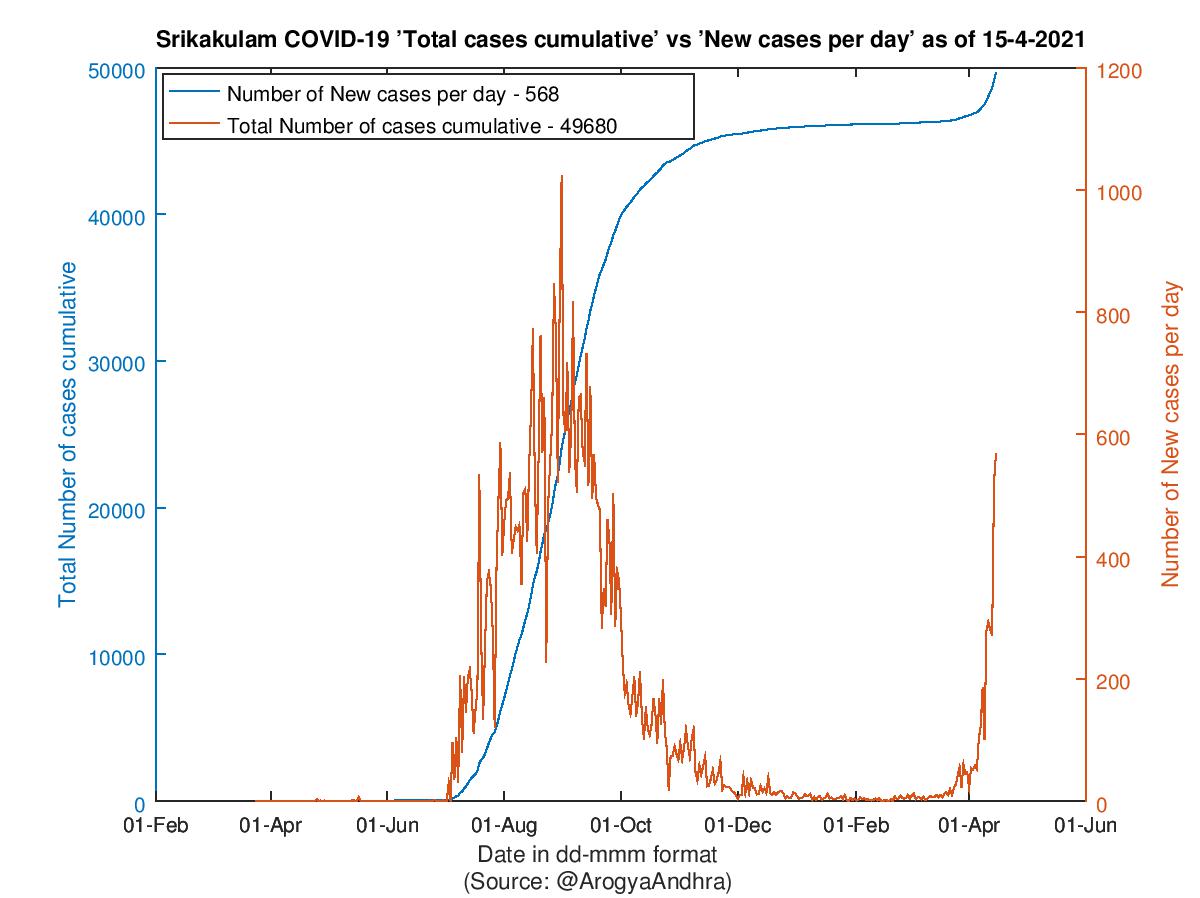 Srikakulam COVID-19 ’Total cases cumulative’ vs ’New cases per day’ as of 15-4-2021
50000
1200
Number of New cases per day - 568
Total Number of cases cumulative - 49680
1000
40000
800
30000
600
20000
400
10000
200
0
0
Total Number of cases cumulative
Number of New cases per day
01-Feb 01-Apr 01-Jun 01-Aug 01-Oct 01-Dec 01-Feb 01-Apr 01-Jun
Date in dd-mmm format
(Source: @ArogyaAndhra)